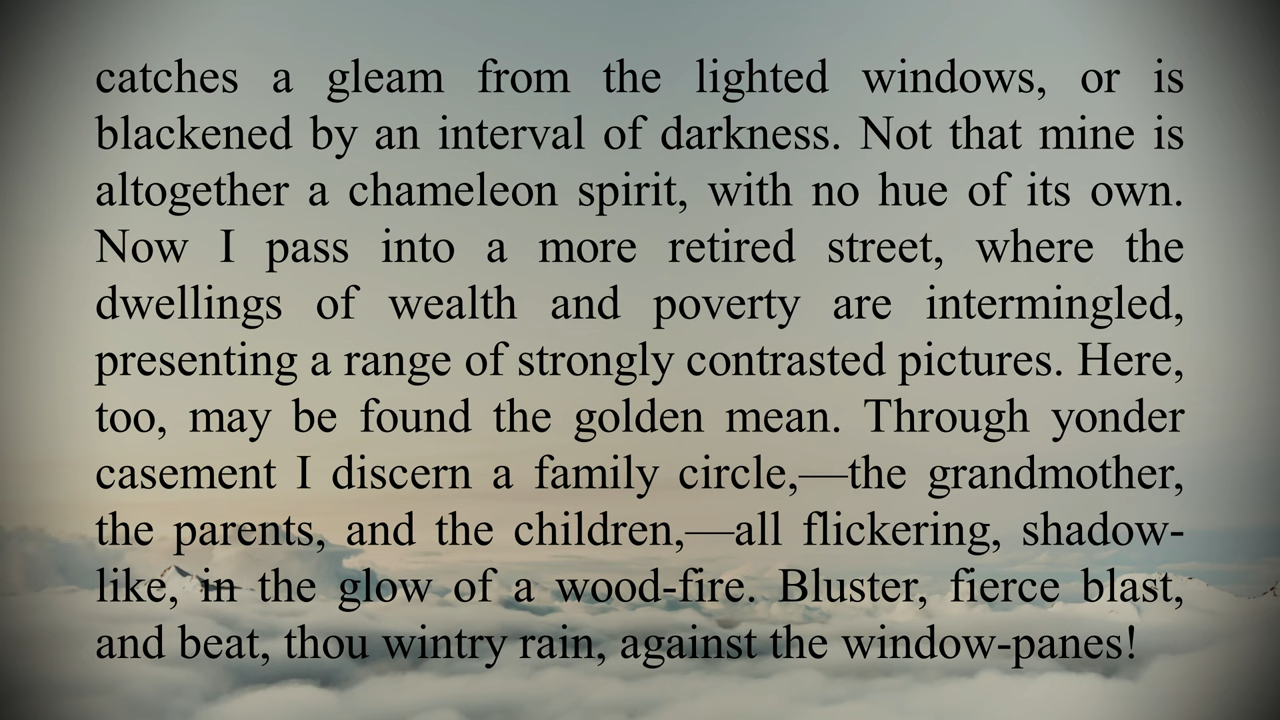 catches a gleam from the lighted windows, or is
blackened by an interval of darkness. Not that mine is
altogether a chameleon spirit, with no hue of its own.
Now I pass into a more retired street, where the
dwellings of wealth and poverty are intermingled,
presenting a range of strongly contrasted pictures. Here,
too, may be found the golden mean. Through yonder
casement I discern a family circle,—the grandmother,
the parents, and the children,—all flickering, shadow-
like, in the glow of a wood-fire. Bluster, fierce blast,
and beat, thou wintry rain, against the window-panes!